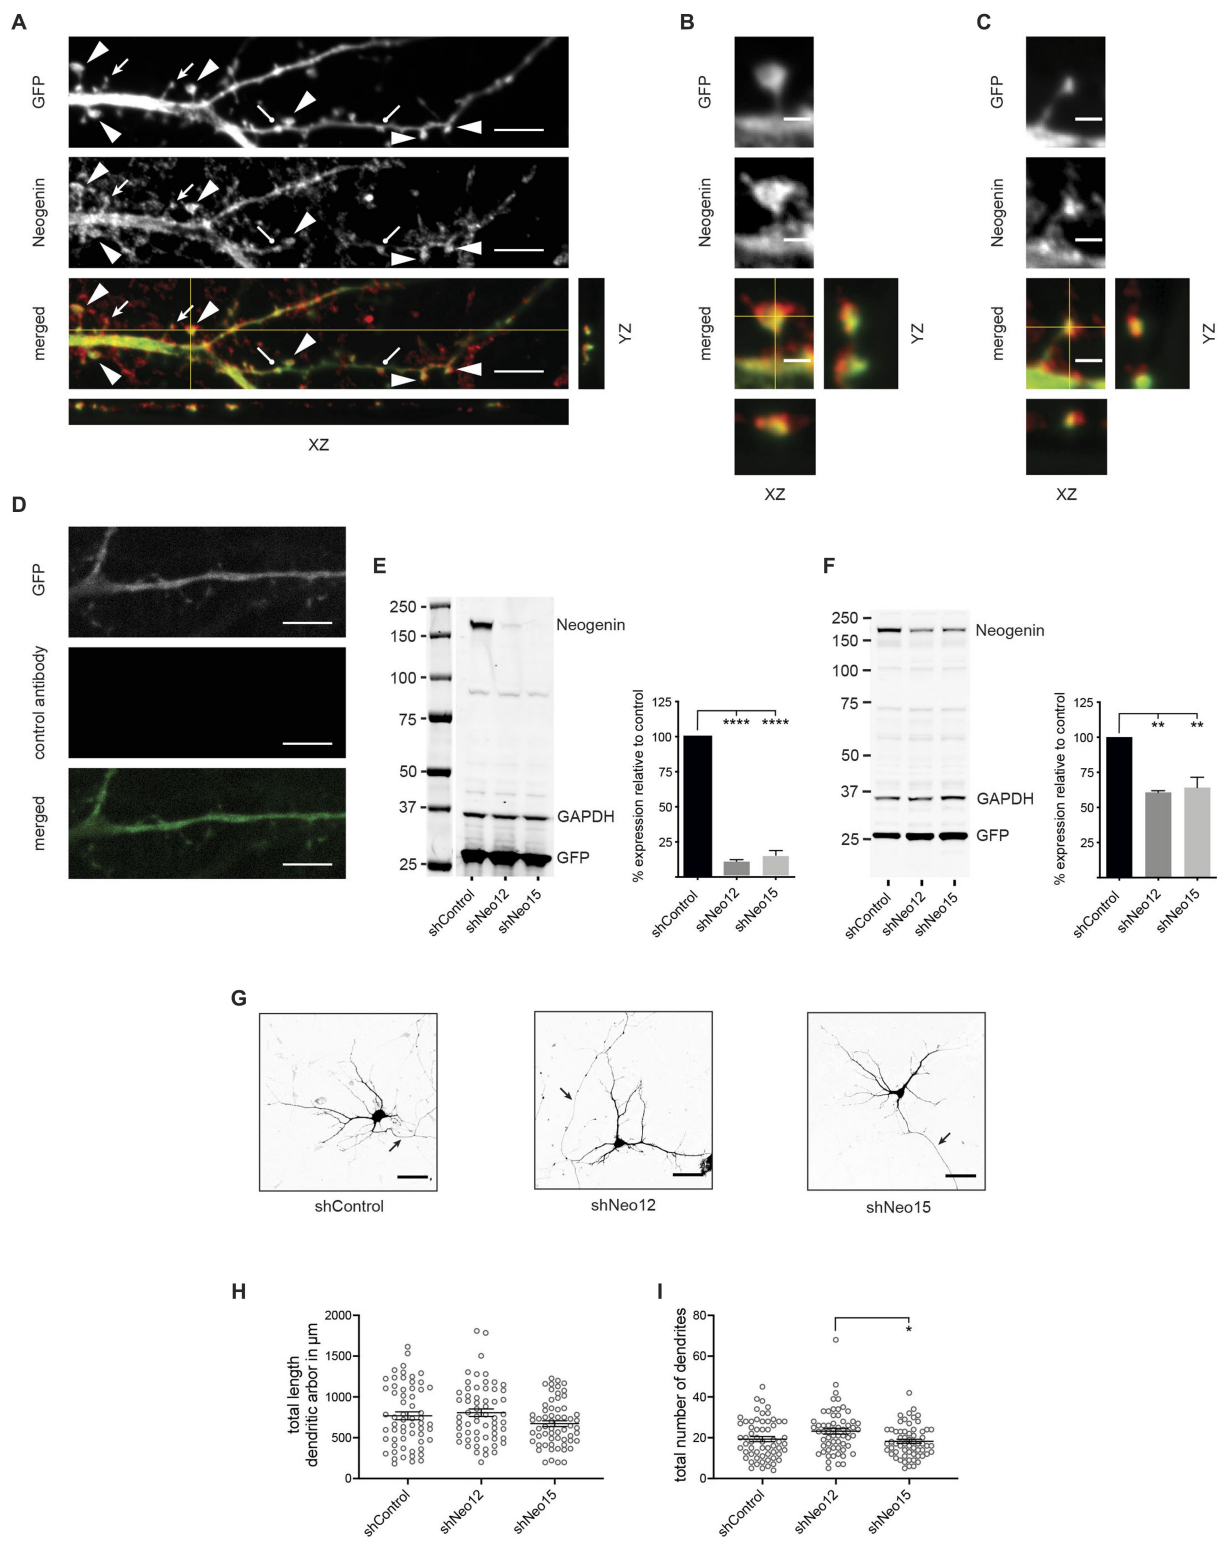 A
GFP
Neogenin
merged
YZ
XZ
B
GFP
Neogenin
merged
YZ
XZ
C
GFP
Neogenin
merged
YZ
XZ
D
GFP
control antibody
merged
E
250
150
100
75
50
37
25
Neogenin
GAPDH
GFP
shControl
shNeo12
shNeo15
% expression relative to control
125
100
75
50
25
**** ****
shControl
shNeo12
shNeo15
F
250
150
100
75
50
37
25
Neogenin
GAPDH
GFP
shControl
shNeo12
shNeo15
% expression relative to control
125
100
75
50
25
** **
shControl
shNeo12
shNeo15
G
shControl
shNeo12
shNeo15
H
total length
dendritic arbor in µm
2000
1500
1000
500
0
shControl
shNeo12
shNeo15
I
total number of dendrites
80
60
40
20
0
*
shControl
shNeo12
shNeo15